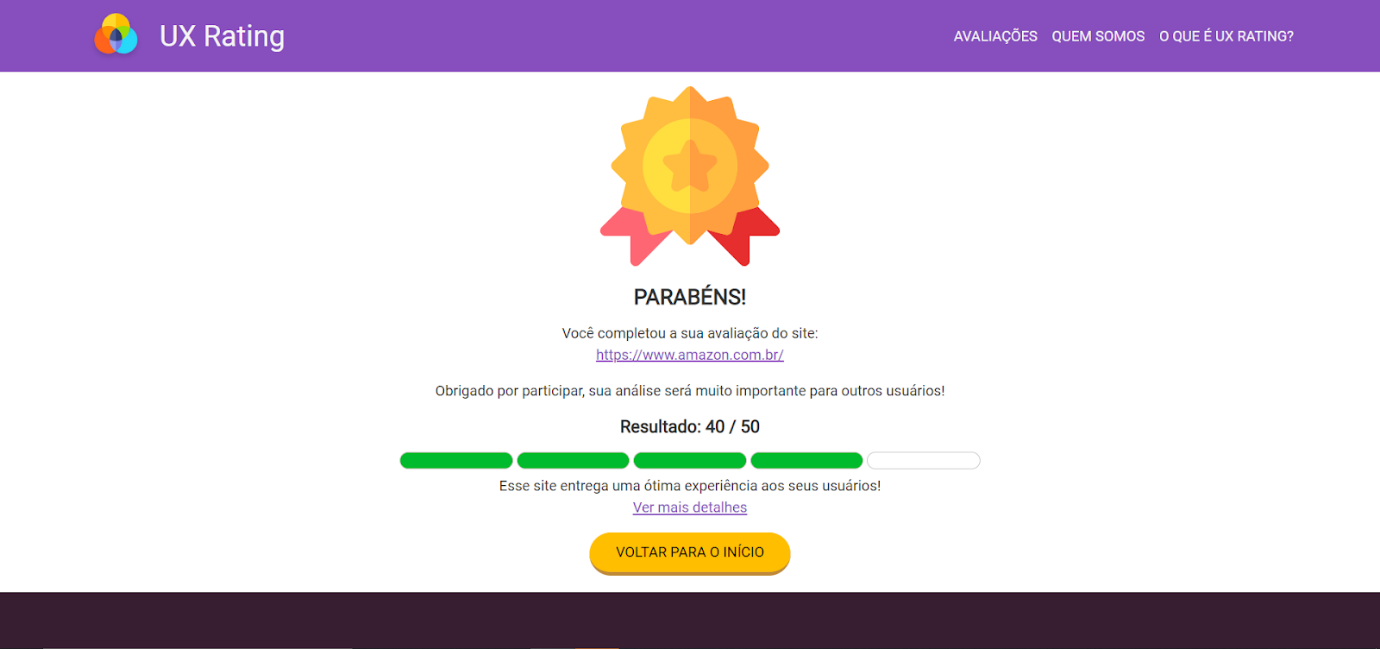 UX Rating
AVALIAÇÕES QUEM SOMOS O QUE É UX RATING?
PARABÉNS!
Você completou a sua avaliação do site:
https://www.amazon.com.br/
Obrigado por participar, sua análise será muito importante para outros usuários!
Resultado: 40 / 50
Esse site entrega uma ótima experiência aos seus usuários!
Ver mais detalhes
VOLTAR PARA O INÍCIO